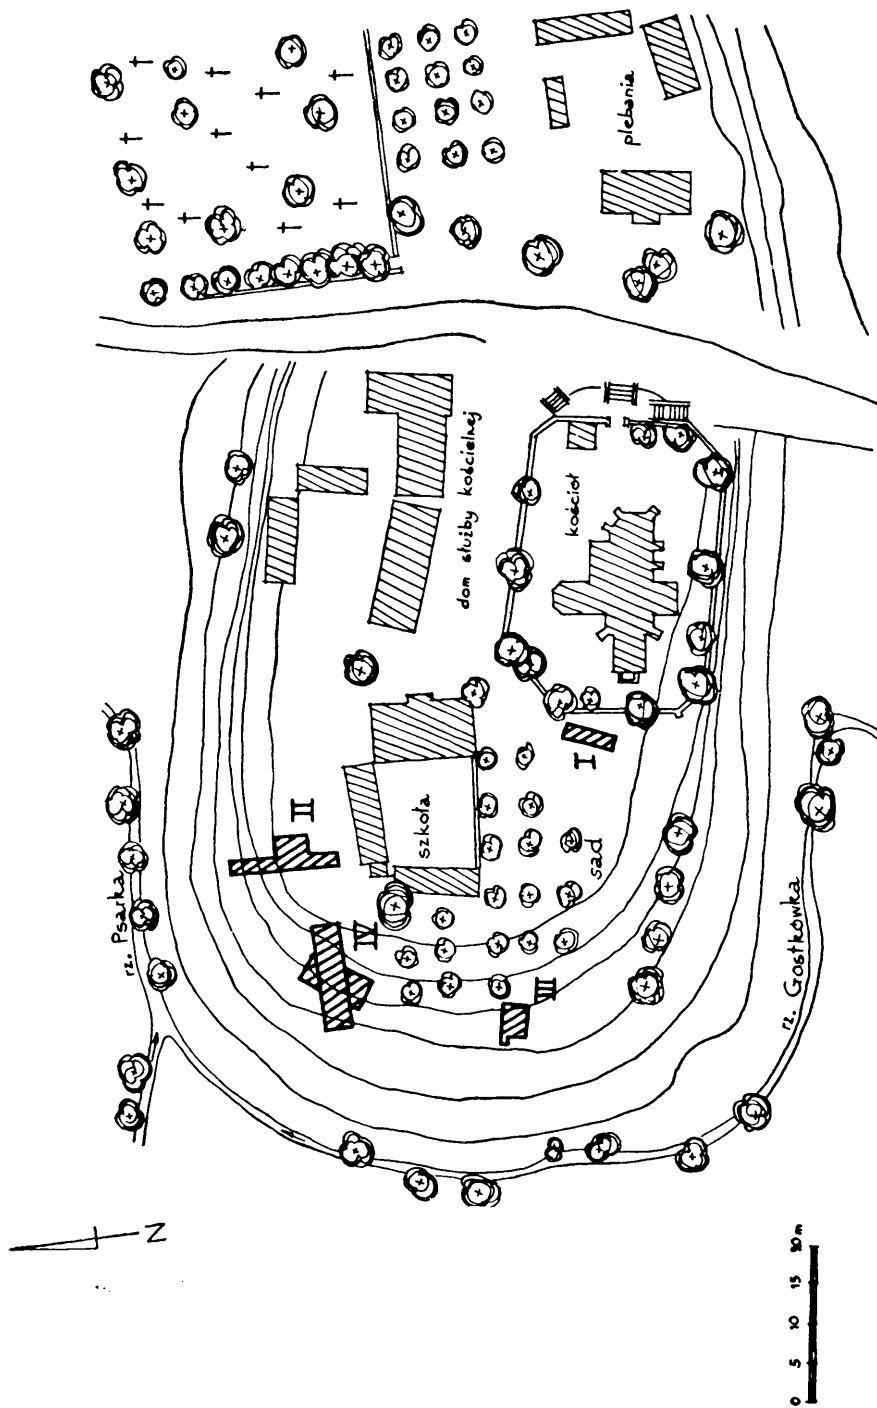 plebania
dom służby kościelnej
kościół
szkoła
sad
I
II
III
IV
rz. Psarka
rz. Gostkówka
N
0 5 10 15 20 m